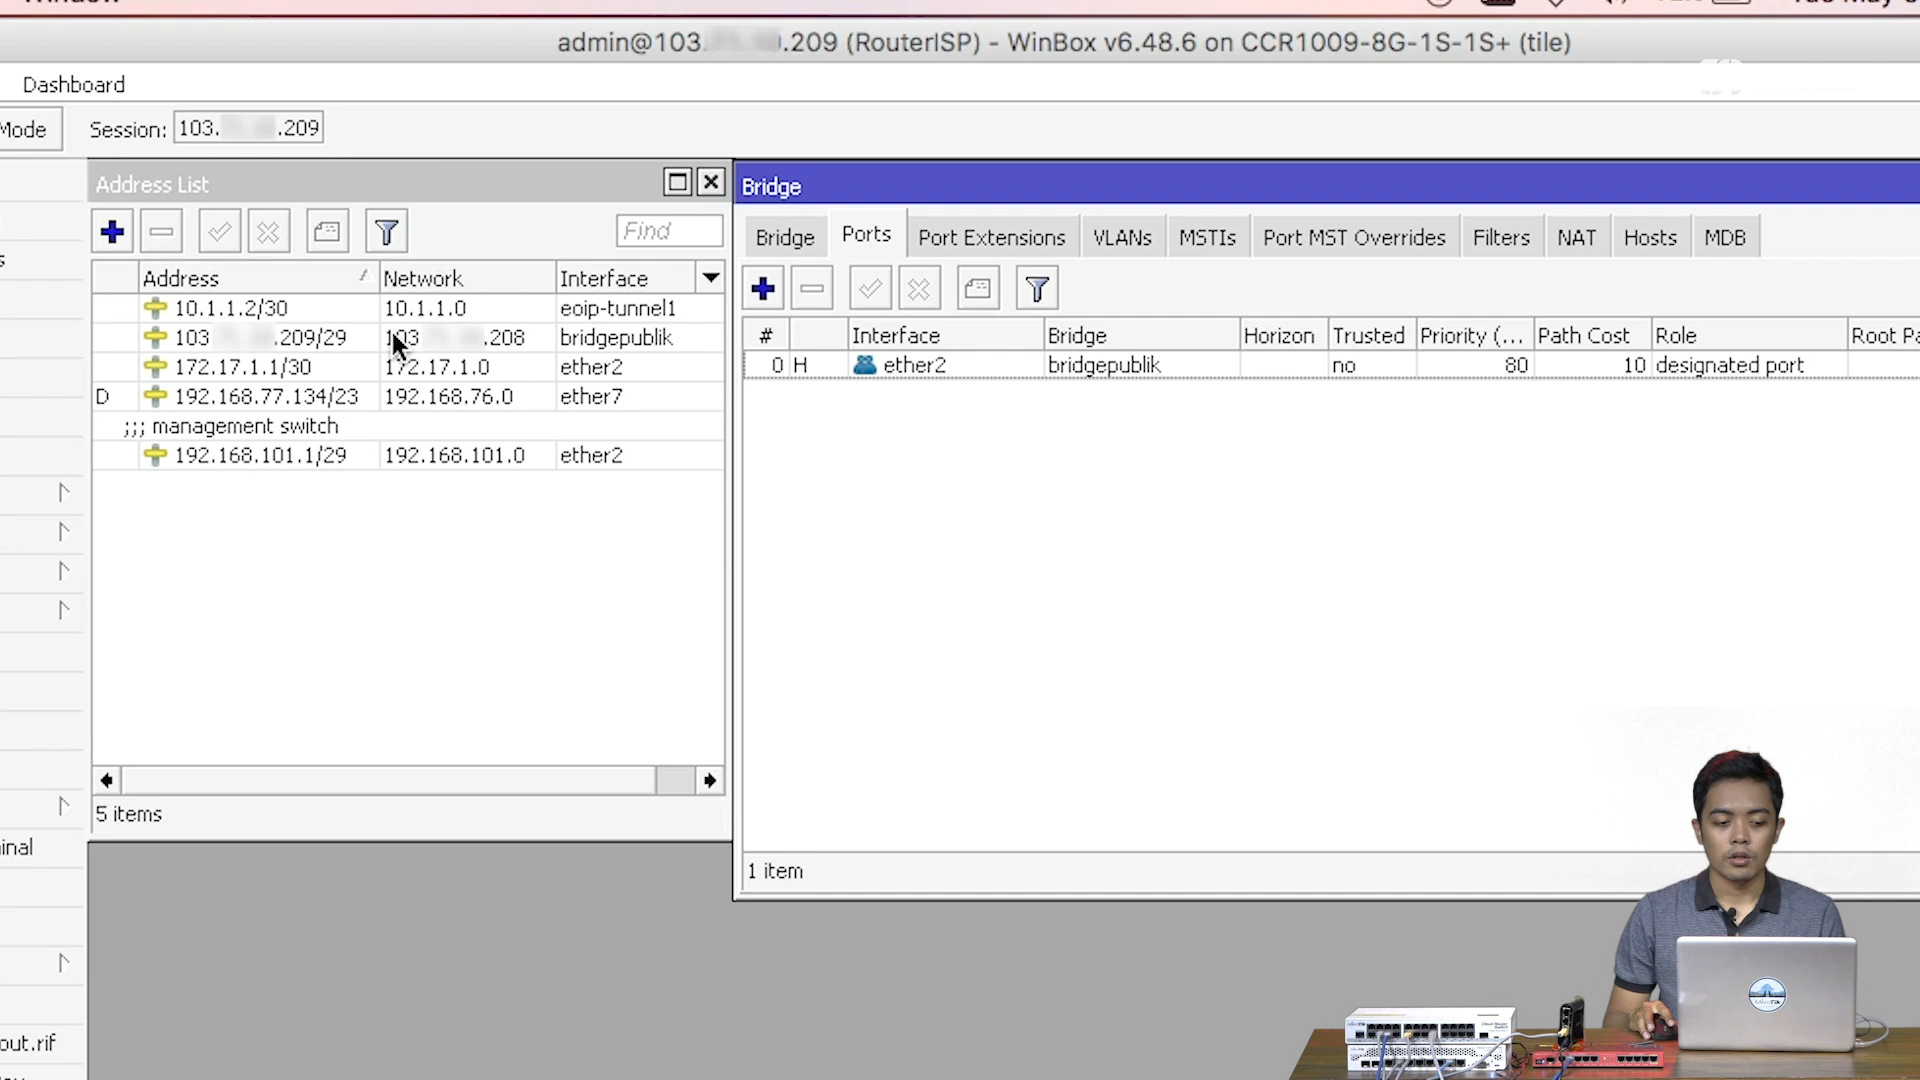 admin@103. .209 (RouterISP) - WinBox v6.48.6 on CCR1009-8G-1S-1S+ (tile)
Dashboard
Mode
Session: 103. .209
Address List
Find
Address Network Interface
10.1.1.2/30 10.1.1.0 eoip-tunnel1
103 .209/29 103 .208 bridgepublik
172.17.1.1/30 172.17.1.0 ether2
D 192.168.77.134/23 192.168.76.0 ether7
;;; management switch
192.168.101.1/29 192.168.101.0 ether2
5 items
Bridge
Bridge Ports Port Extensions VLANs MSTIs Port MST Overrides Filters NAT Hosts MDB
# Interface Bridge Horizon Trusted Priority (... Path Cost Role Root Pa
0 H ether2 bridgepublik no 80 10 designated port
1 item
inal
out.rif
MikroTik